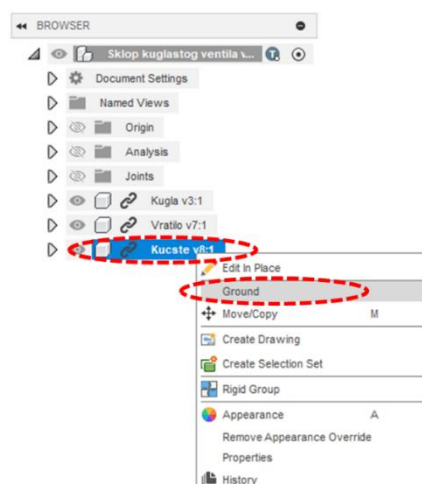 BROWSER
Sklop kuglastog ventila v...
Document Settings
Named Views
Origin
Analysis
Joints
Kugla v3:1
Vratilo v7:1
Kucste v8:1
Edit In Place
Ground
Move/Copy M
Create Drawing
Create Selection Set
Rigid Group
Appearance A
Remove Appearance Override
Properties
History